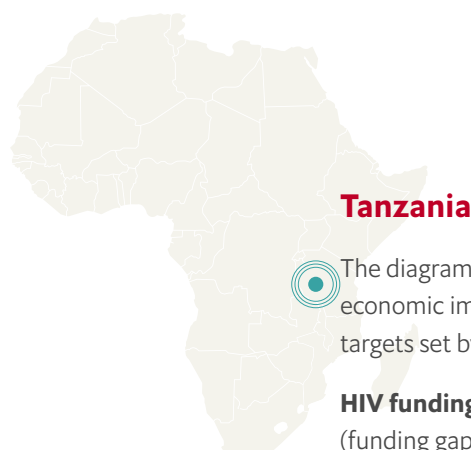 Tanzania
The diagram
economic im
targets set b
HIV funding
(funding gap